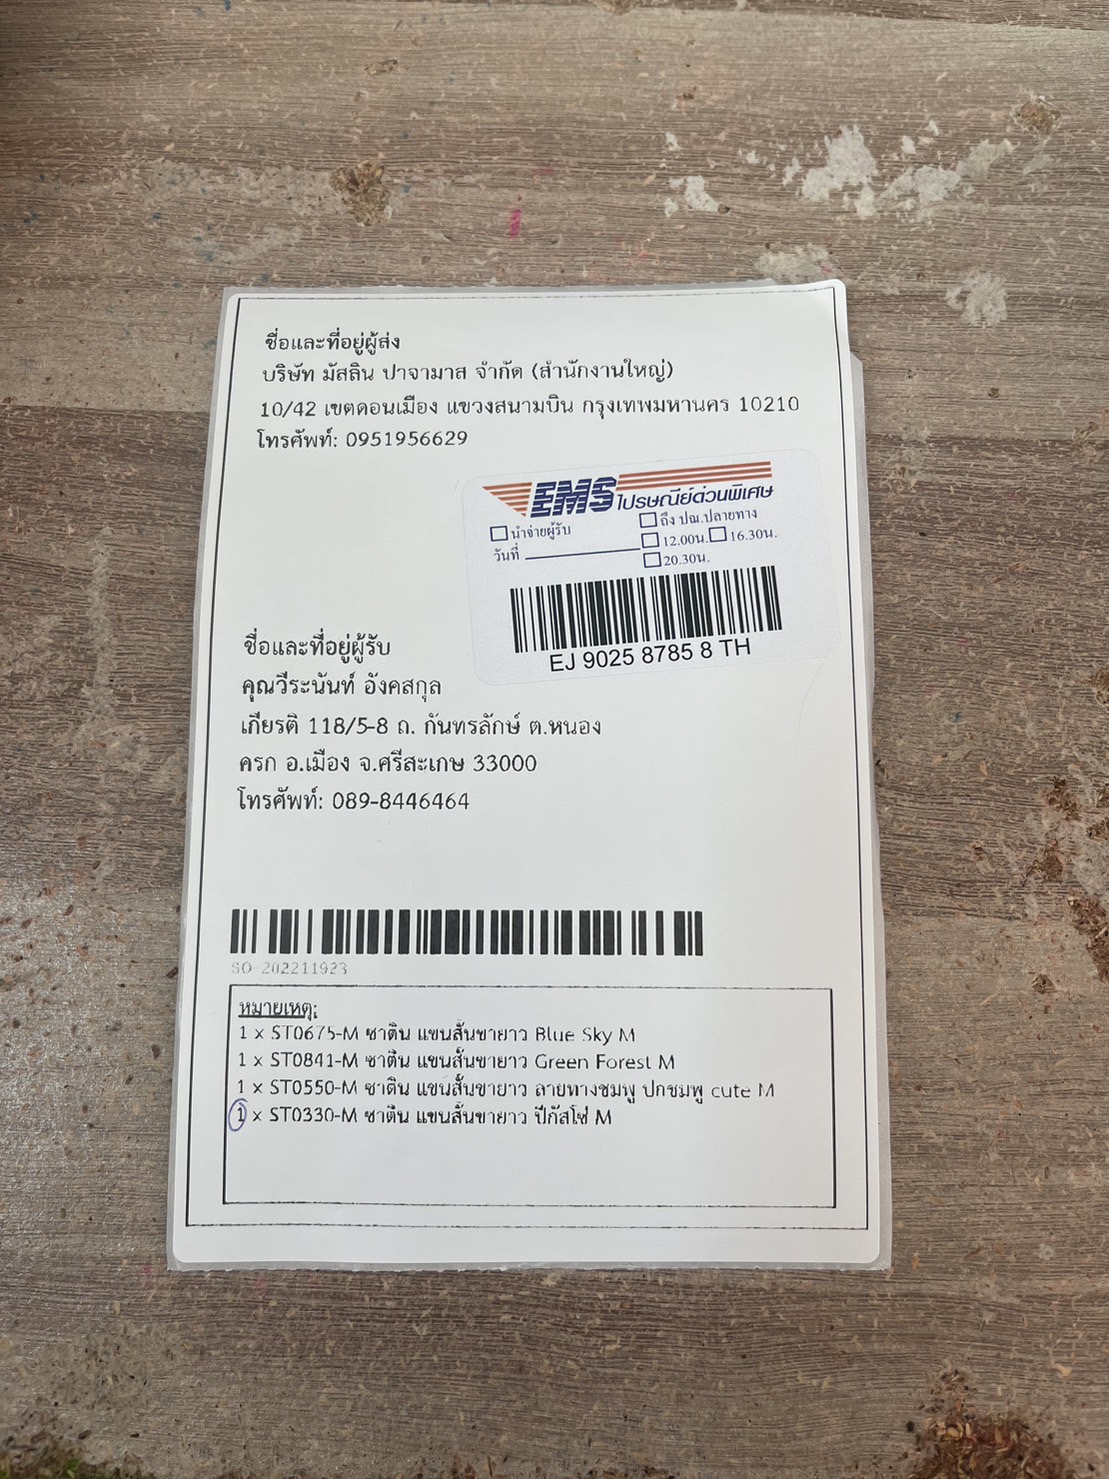 ชื่อและที่อยู่ผู้ส่ง
บริษัท มัสลิน ปาจามาส จำกัด (สำนักงานใหญ่)
10/42 เขตดอนเมือง แขวงสนามบิน กรุงเทพมหานคร 10210
โทรศัพท์: 0951956629
EMS ไปรษณีย์ด่วนพิเศษ
นำจ่ายผู้รับ
ถึง ปณ.ปลายทาง
วันที่
12.00น. 16.30น.
20.30น.
EJ 9025 8785 8 TH
ชื่อและที่อยู่ผู้รับ
คุณวีระนันท์ อังคสกุล
เกียรติ 118/5-8 ถ. กันทรลักษ์ ต.หนอง
ครก อ.เมือง จ.ศรีสะเกษ 33000
โทรศัพท์: 089-8446464
SO-202211923
หมายเหตุ:
1 x ST0675-M ซาติน แขนสั้นขายาว Blue Sky M
1 x ST0841-M ซาติน แขนสั้นขายาว Green Forest M
1 x ST0550-M ซาติน แขนสั้นขายาว ลายทางชมพู ปกชมพู cute M
1 x ST0330-M ซาติน แขนสั้นขายาว ปิกัสโซ่ M